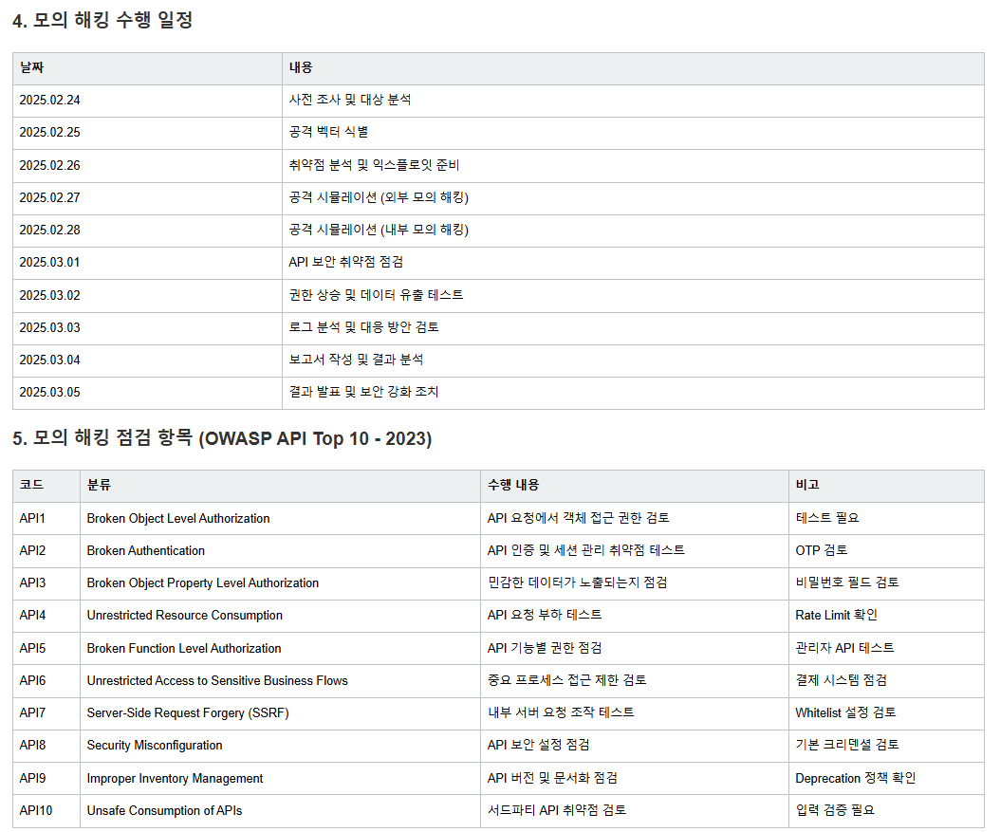 4. 모의 해킹 수행 일정
날짜 내용
2025.02.24 사전 조사 및 대상 분석
2025.02.25 공격 벡터 식별
2025.02.26 취약점 분석 및 익스플로잇 준비
2025.02.27 공격 시뮬레이션 (외부 모의 해킹)
2025.02.28 공격 시뮬레이션 (내부 모의 해킹)
2025.03.01 API 보안 취약점 점검
2025.03.02 권한 상승 및 데이터 유출 테스트
2025.03.03 로그 분석 및 대응 방안 검토
2025.03.04 보고서 작성 및 결과 분석
2025.03.05 결과 발표 및 보안 강화 조치
5. 모의 해킹 점검 항목 (OWASP API Top 10 - 2023)
코드 분류 수행 내용 비고
API1 Broken Object Level Authorization API 요청에서 객체 접근 권한 검토 테스트 필요
API2 Broken Authentication API 인증 및 세션 관리 취약점 테스트 OTP 검토
API3 Broken Object Property Level Authorization 민감한 데이터가 노출되는지 점검 비밀번호 필드 검토
API4 Unrestricted Resource Consumption API 요청 부하 테스트 Rate Limit 확인
API5 Broken Function Level Authorization API 기능별 권한 점검 관리자 API 테스트
API6 Unrestricted Access to Sensitive Business Flows 중요 프로세스 접근 제한 검토 결제 시스템 점검
API7 Server-Side Request Forgery (SSRF) 내부 서버 요청 조작 테스트 Whitelist 설정 검토
API8 Security Misconfiguration API 보안 설정 점검 기본 크리덴셜 검토
API9 Improper Inventory Management API 버전 및 문서화 점검 Deprecation 정책 확인
API10 Unsafe Consumption of APIs 서드파티 API 취약점 검토 입력 검증 필요